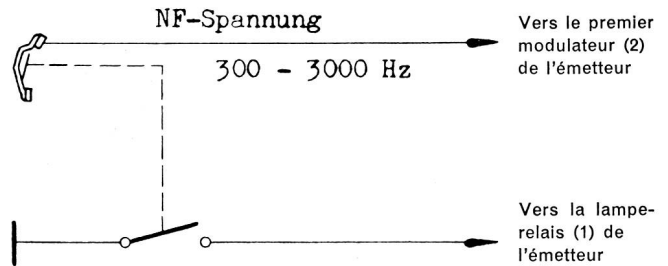 NF-Spannung
300 - 3000 Hz
Vers le premier
modulateur (2)
de l'émetteur
Vers la lampe-
relais (1) de
l'émetteur